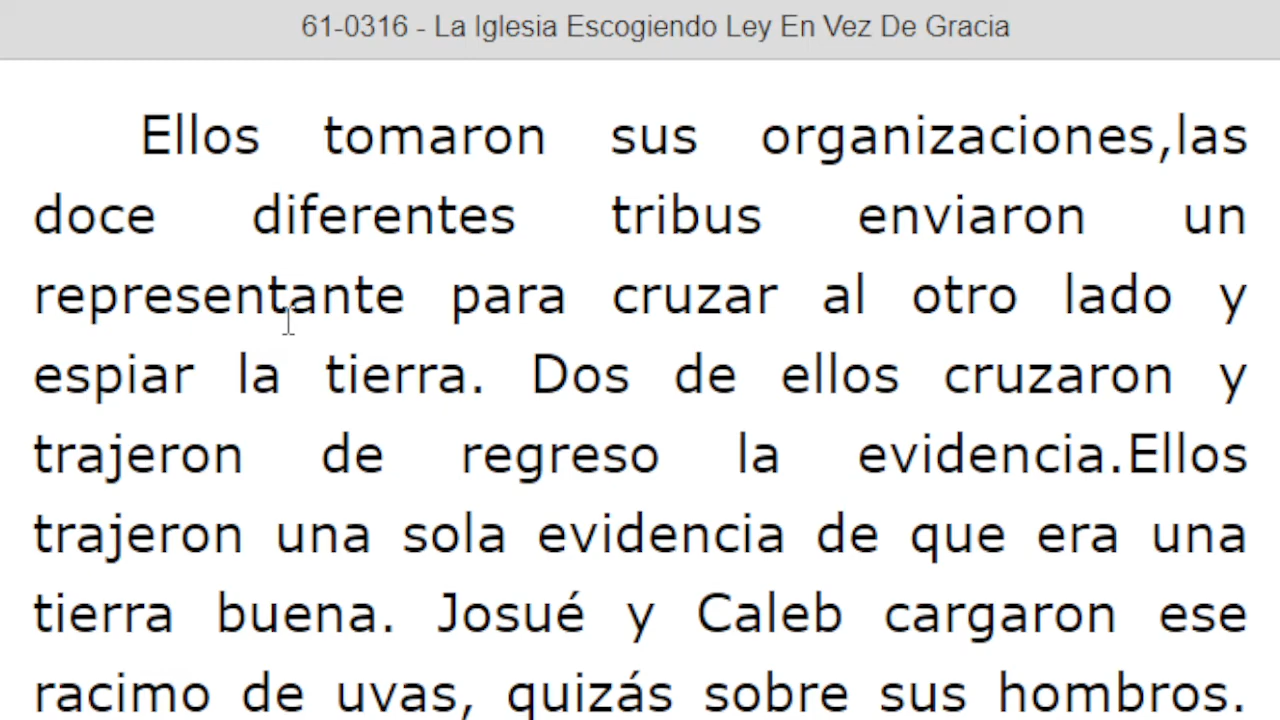 61-0316 - La Iglesia Escogiendo Ley En Vez De Gracia
Ellos tomaron sus organizaciones,las
doce diferentes tribus enviaron un
representante para cruzar al otro lado y
espiar la tierra. Dos de ellos cruzaron y
trajeron de regreso la evidencia.Ellos
trajeron una sola evidencia de que era una
tierra buena. Josué y Caleb cargaron ese
racimo de uvas, quizás sobre sus hombros.